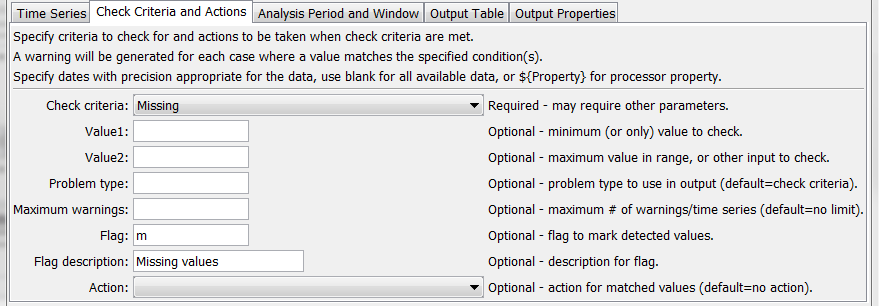 Time Series Check Criteria and Actions Analysis Period and Window Output Table Output Properties
Specify criteria to check for and actions to be taken when check criteria are met.
A warning will be generated for each case where a value matches the specified condition(s).
Specify dates with precision appropriate for the data, use blank for all available data, or ${Property} for processor property.
Check criteria: Missing Required - may require other parameters.
Value1: Optional - minimum (or only) value to check.
Value2: Optional - maximum value in range, or other input to check.
Problem type: Optional - problem type to use in output (default=check criteria).
Maximum warnings: Optional - maximum # of warnings/time series (default=no limit).
Flag: m Optional - flag to mark detected values.
Flag description: Missing values Optional - description for flag.
Action: Optional - action for matched values (default=no action).